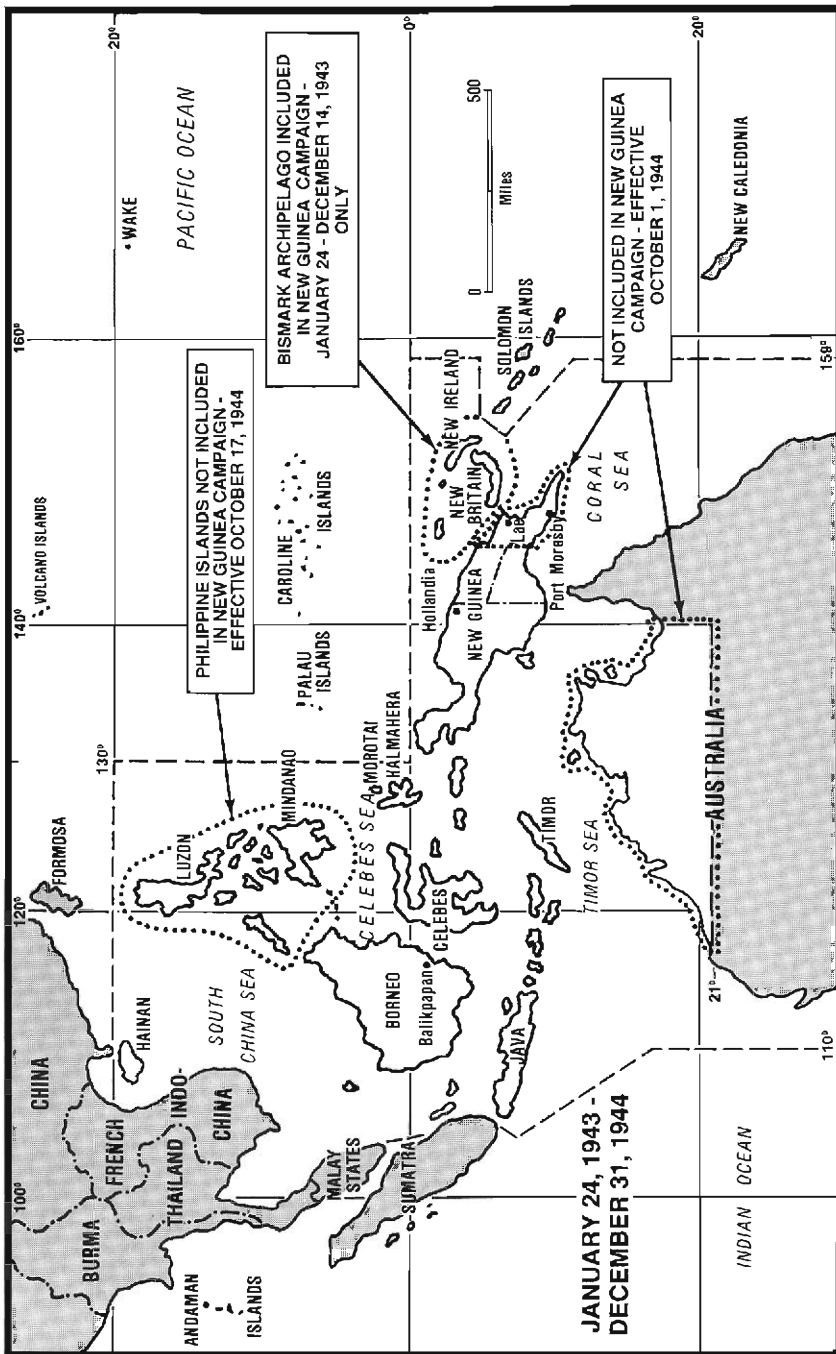 20°
0°
20°
BISMARK ARCHIPELAGO INCLUDED
IN NEW GUINEA CAMPAIGN -
JANUARY 24 - DECEMBER 14, 1943
ONLY
PACIFIC OCEAN
WAKE
500
Miles
0
NOT INCLUDED IN NEW GUINEA
CAMPAIGN - EFFECTIVE
OCTOBER 1, 1944
NEW CALEDONIA
160°
159°
PHILIPPINE ISLANDS NOT INCLUDED
IN NEW GUINEA CAMPAIGN -
EFFECTIVE OCTOBER 17, 1944
SOLOMON
ISLANDS
NEW IRELAND
NEW
BRITAIN
CORAL
SEA
VOLCANO ISLANDS
CAROLINE
ISLANDS
Lae
Port Moresby
Hollandia
NEW GUINEA
140°
PALAU
ISLANDS
130°
MOROTAI
HALMAHERA
MINDANAO
LUZON
CELEBES SEA
TIMOR
TIMOR SEA
AUSTRALIA
FORMOSA
120°
CELEBES
21°
SOUTH
CHINA SEA
BORNEO
Balikpapan
JAVA
HAINAN
110°
CHINA
FRENCH
INDO-
CHINA
THAILAND
BURMA
MALAY
STATES
SUMATRA
100°
ANDAMAN
ISLANDS
JANUARY 24, 1943 -
DECEMBER 31, 1944
INDIAN OCEAN